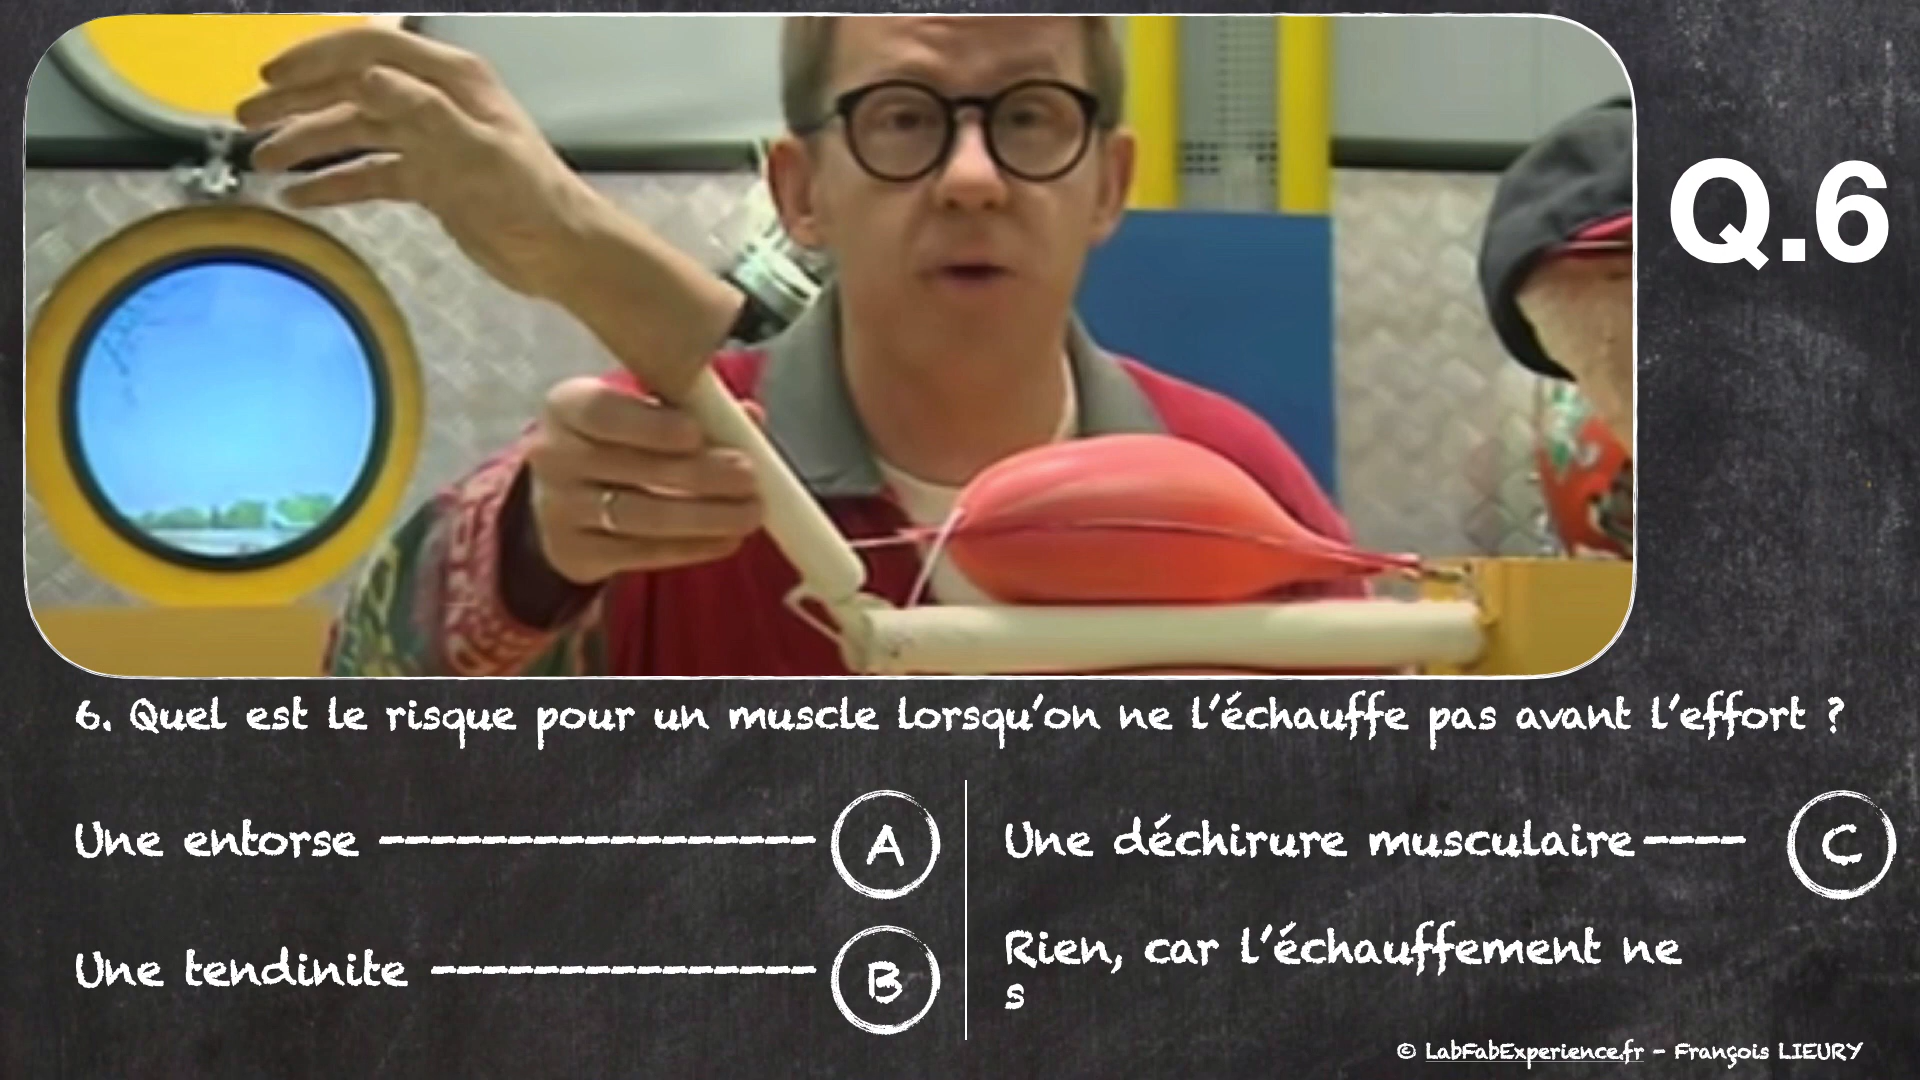 Q.6
6. Quel est le risque pour un muscle lorsqu'on ne l'échauffe pas avant l'effort ?
Une entorse ----------------- A
Une tendinite --------------- B
Une déchirure musculaire---- C
Rien, car l'échauffement ne
s
© LabFabExperience.fr - François LIEURY